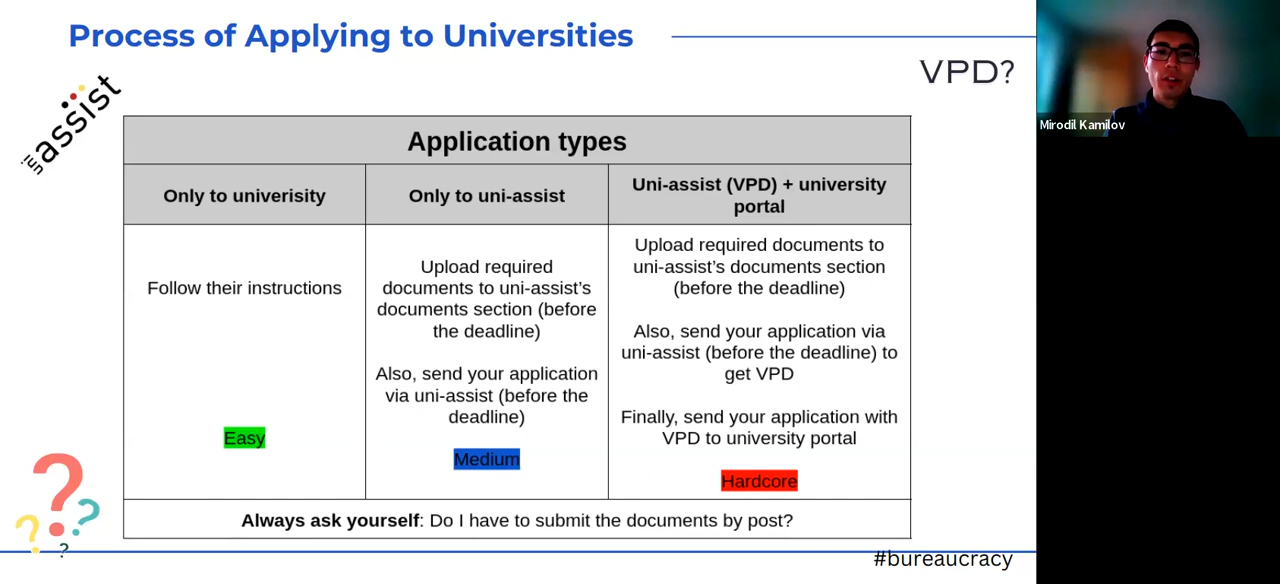 Process of Applying to Universities
VPD?
uni assist
Mirodil Kamilov
Application types
Only to univerisity
Only to uni-assist
Uni-assist (VPD) + university
portal
Follow their instructions
Easy
Upload required
documents to uni-assist's
documents section (before
the deadline)
Also, send your application
via uni-assist (before the
deadline)
Medium
Upload required documents to
uni-assist's documents section
(before the deadline)
Also, send your application via
uni-assist (before the deadline) to
get VPD
Finally, send your application with
VPD to university portal
Hardcore
Always ask yourself: Do I have to submit the documents by post?
? ? ?
?
#bureaucracy